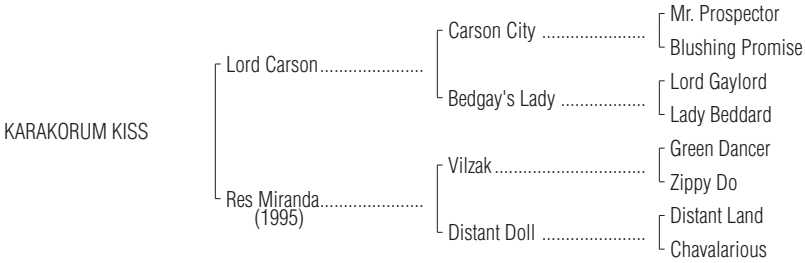 Mr. Prospector
Carson City ......................
Blushing Promise
Lord Carson......................
Lord Gaylord
Bedgay's Lady ..................
Lady Beddard
KARAKORUM KISS
Green Dancer
Vilzak................................
Zippy Do
Res Miranda......................
(1995)
Distant Land
Distant Doll ......................
Chavalarious